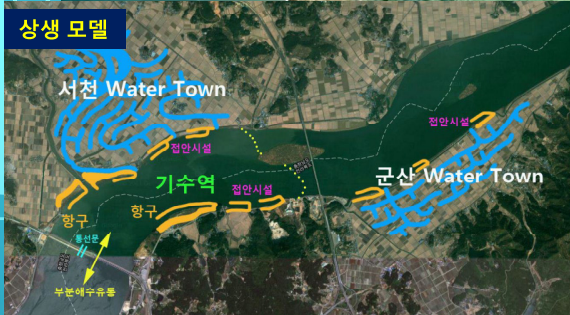 상생 모델
서천 Water Town
접안시설
접안시설
기수역
접안시설
군산 Water Town
항구
항구
통선문
부분해수유통